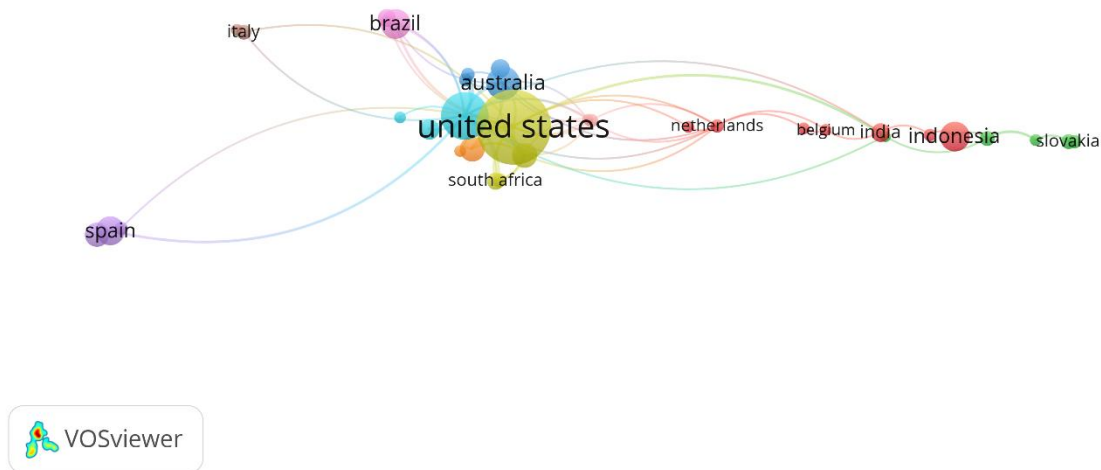 italy
brazil
australia
united states
netherlands
belgium
india
indonesia
slovakia
south africa
spain
VOSviewer